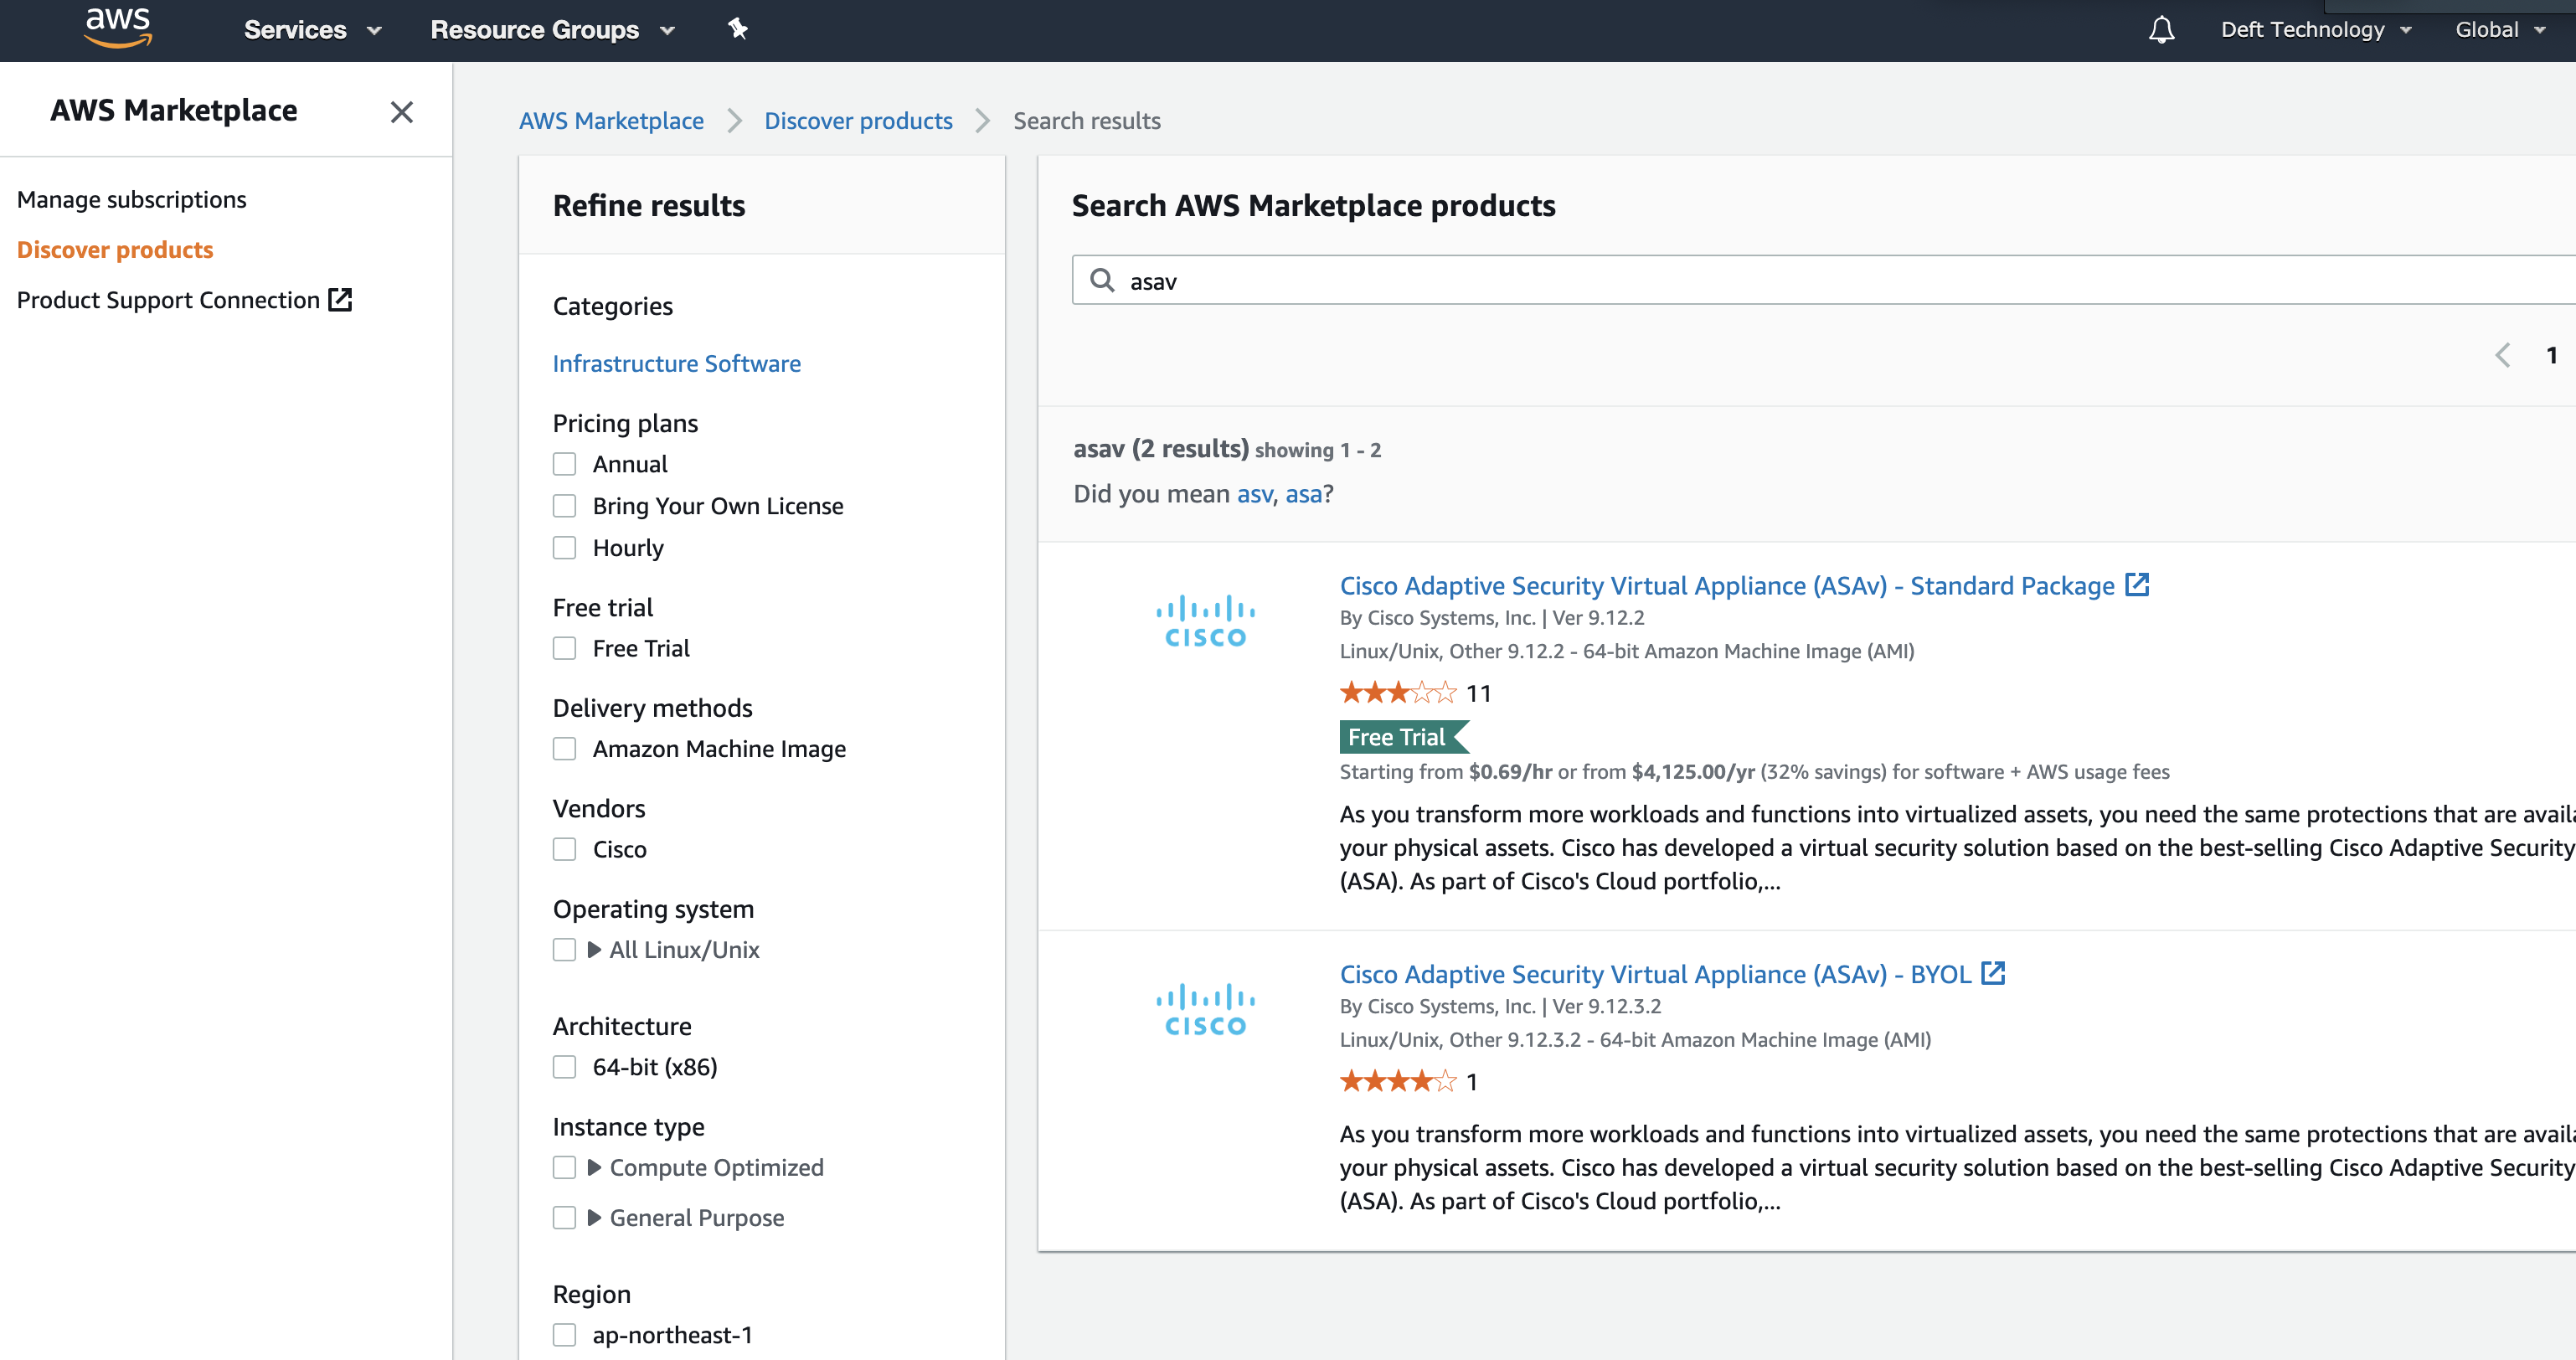 aws
Services
Resource Groups
Deft Technology
Global
AWS Marketplace
Manage subscriptions
Discover products
Product Support Connection
AWS Marketplace
Discover products
Search results
Refine results
Categories
Infrastructure Software
Pricing plans
Annual
Bring Your Own License
Hourly
Free trial
Free Trial
Delivery methods
Amazon Machine Image
Vendors
Cisco
Operating system
All Linux/Unix
Architecture
64-bit (x86)
Instance type
Compute Optimized
General Purpose
Region
ap-northeast-1
Search AWS Marketplace products
asav
1
asav (2 results) showing 1 - 2
Did you mean asv, asa?
CISCO
Cisco Adaptive Security Virtual Appliance (ASAv) - Standard Package
By Cisco Systems, Inc. | Ver 9.12.2
Linux/Unix, Other 9.12.2 - 64-bit Amazon Machine Image (AMI)
11
Free Trial
Starting from $0.69/hr or from $4,125.00/yr (32% savings) for software + AWS usage fees
As you transform more workloads and functions into virtualized assets, you need the same protections that are
your physical assets. Cisco has developed a virtual security solution based on the best-selling Cisco Adaptive Security
(ASA). As part of Cisco's Cloud portfolio,...
CISCO
Cisco Adaptive Security Virtual Appliance (ASAv) - BYOL
By Cisco Systems, Inc. | Ver 9.12.3.2
Linux/Unix, Other 9.12.3.2 - 64-bit Amazon Machine Image (AMI)
1
As you transform more workloads and functions into virtualized assets, you need the same protections that are
your physical assets. Cisco has developed a virtual security solution based on the best-selling Cisco Adaptive Security
(ASA). As part of Cisco's Cloud portfolio,...